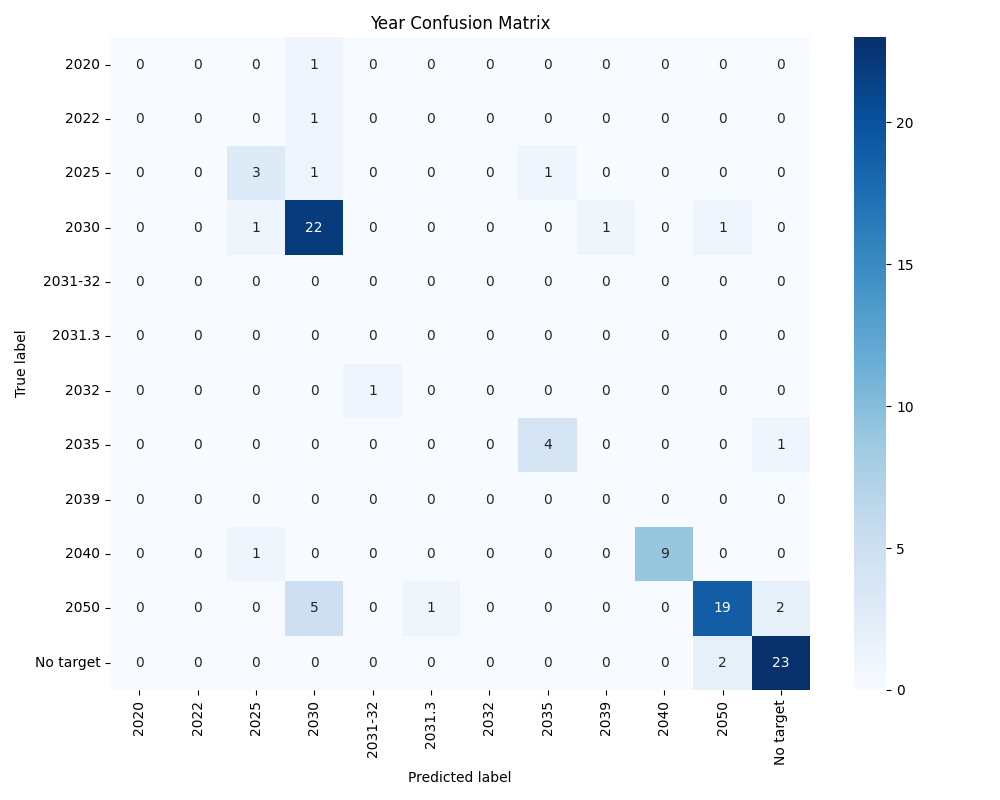 Year Confusion Matrix
True label
2020 0 0 0 1 0 0 0 0 0 0 0 0
2022 0 0 0 1 0 0 0 0 0 0 0 0
2025 0 0 3 1 0 0 0 1 0 0 0 0
2030 0 0 1 22 0 0 0 0 1 0 1 0
2031-32 0 0 0 0 0 0 0 0 0 0 0 0
2031.3 0 0 0 0 0 0 0 0 0 0 0 0
2032 0 0 0 0 1 0 0 0 0 0 0 0
2035 0 0 0 0 0 0 0 4 0 0 0 1
2039 0 0 0 0 0 0 0 0 0 0 0 0
2040 0 0 1 0 0 0 0 0 0 9 0 0
2050 0 0 0 5 0 1 0 0 0 0 19 2
No target 0 0 0 0 0 0 0 0 0 0 2 23
2020 2022 2025 2030 2031-32 2031.3 2032 2035 2039 2040 2050 No target
Predicted label
20
15
10
5
0